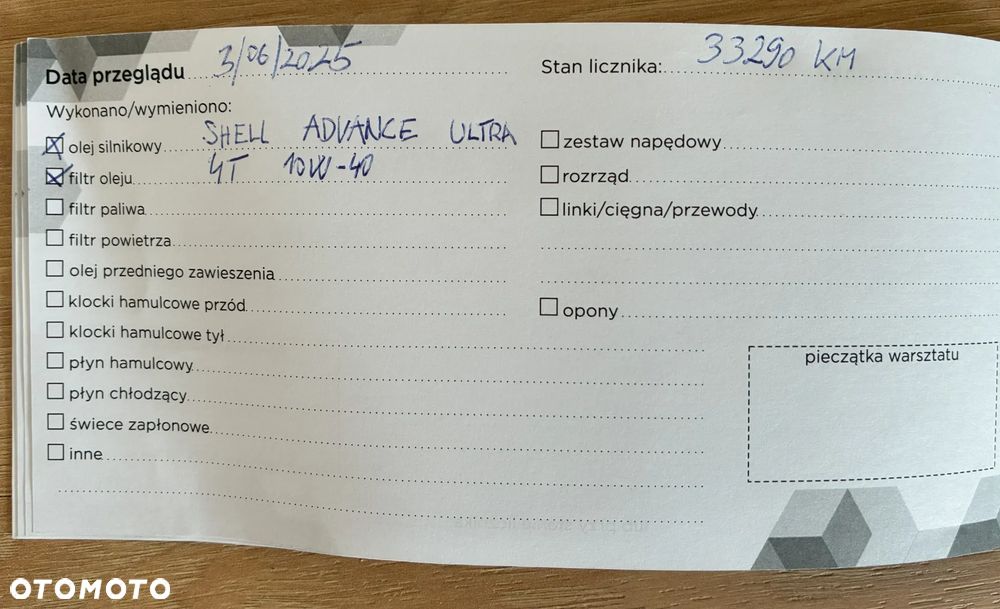 Data przeglądu 3/06/2025 Stan licznika: 33290 KM
Wykonano/wymieniono:
olej silnikowy SHELL ADVANCE ULTRA
filtr oleju 4T 10W-40
filtr paliwa
filtr powietrza
olej przedniego zawieszenia
klocki hamulcowe przód
klocki hamulcowe tył
płyn hamulcowy
płyn chłodzący
świece zapłonowe
inne
zestaw napędowy
rozrząd
linki/cięgna/przewody
opony
pieczątka warsztatu
OTOMOTO